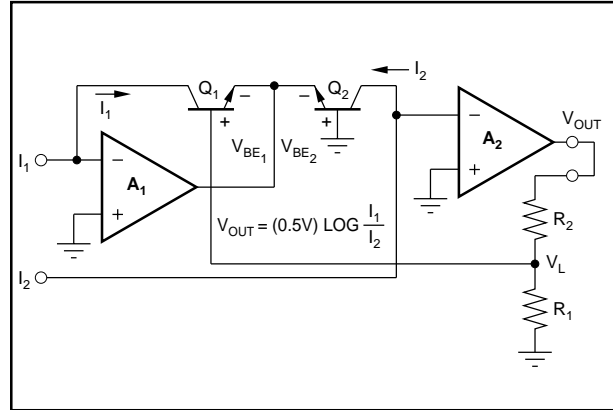 Q1
Q2
I2
I1
VOUT
− −
+ +
VBE1 VBE2
I1
−
A1
+
−
A2
+
VOUT = (0.5V) LOG I1/I2
R2
I2
VL
R1